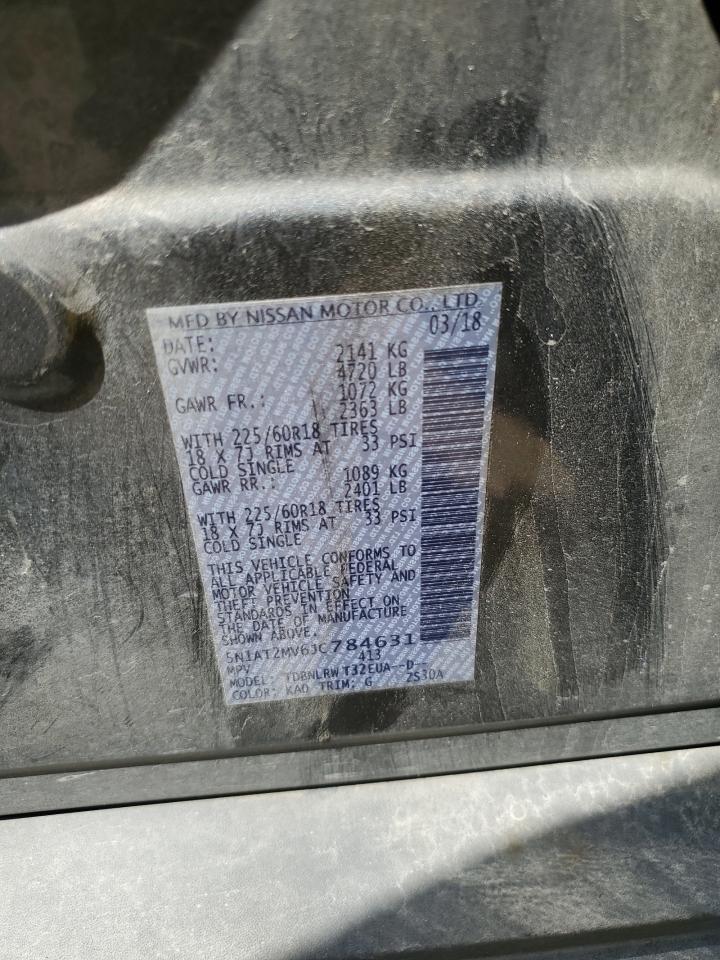 MFD BY NISSAN MOTOR CO., LTD
DATE: 03/18
GVWR: 2141 KG
4720 LB
GAWR FR.: 1072 KG
2363 LB
WITH 225/60R18 TIRES
18 X 7J RIMS AT 33 PSI
COLD SINGLE
GAWR RR.: 1089 KG
2401 LB
WITH 225/60R18 TIRES
18 X 7J RIMS AT 33 PSI
COLD SINGLE
THIS VEHICLE CONFORMS TO
ALL APPLICABLE FEDERAL
MOTOR VEHICLE SAFETY AND
THEFT PREVENTION
STANDARDS IN EFFECT ON
THE DATE OF MANUFACTURE
SHOWN ABOVE.
5N1AT2MV6JC784631
MPV 413
MODEL: TDBNLRW T32EUA--D--
COLOR: KAD TRIM: G ZS30A